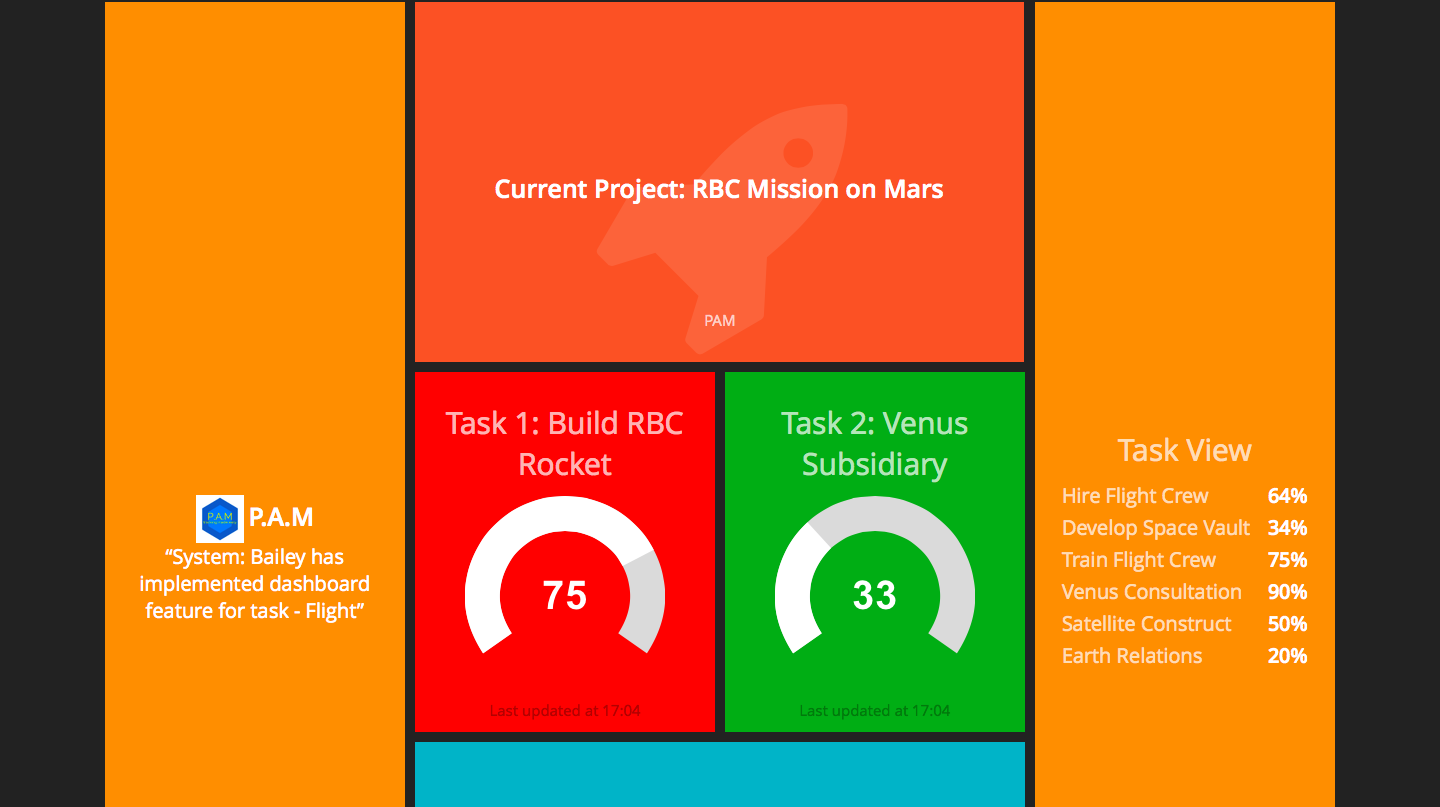 P.A.M
P.A.M
“System: Bailey has
implemented dashboard
feature for task - Flight”
Current Project: RBC Mission on Mars
PAM
Task 1: Build RBC
Rocket
75
Last updated at 17:04
Task 2: Venus
Subsidiary
33
Last updated at 17:04
Task View
Hire Flight Crew 64%
Develop Space Vault 34%
Train Flight Crew 75%
Venus Consultation 90%
Satellite Construct 50%
Earth Relations 20%